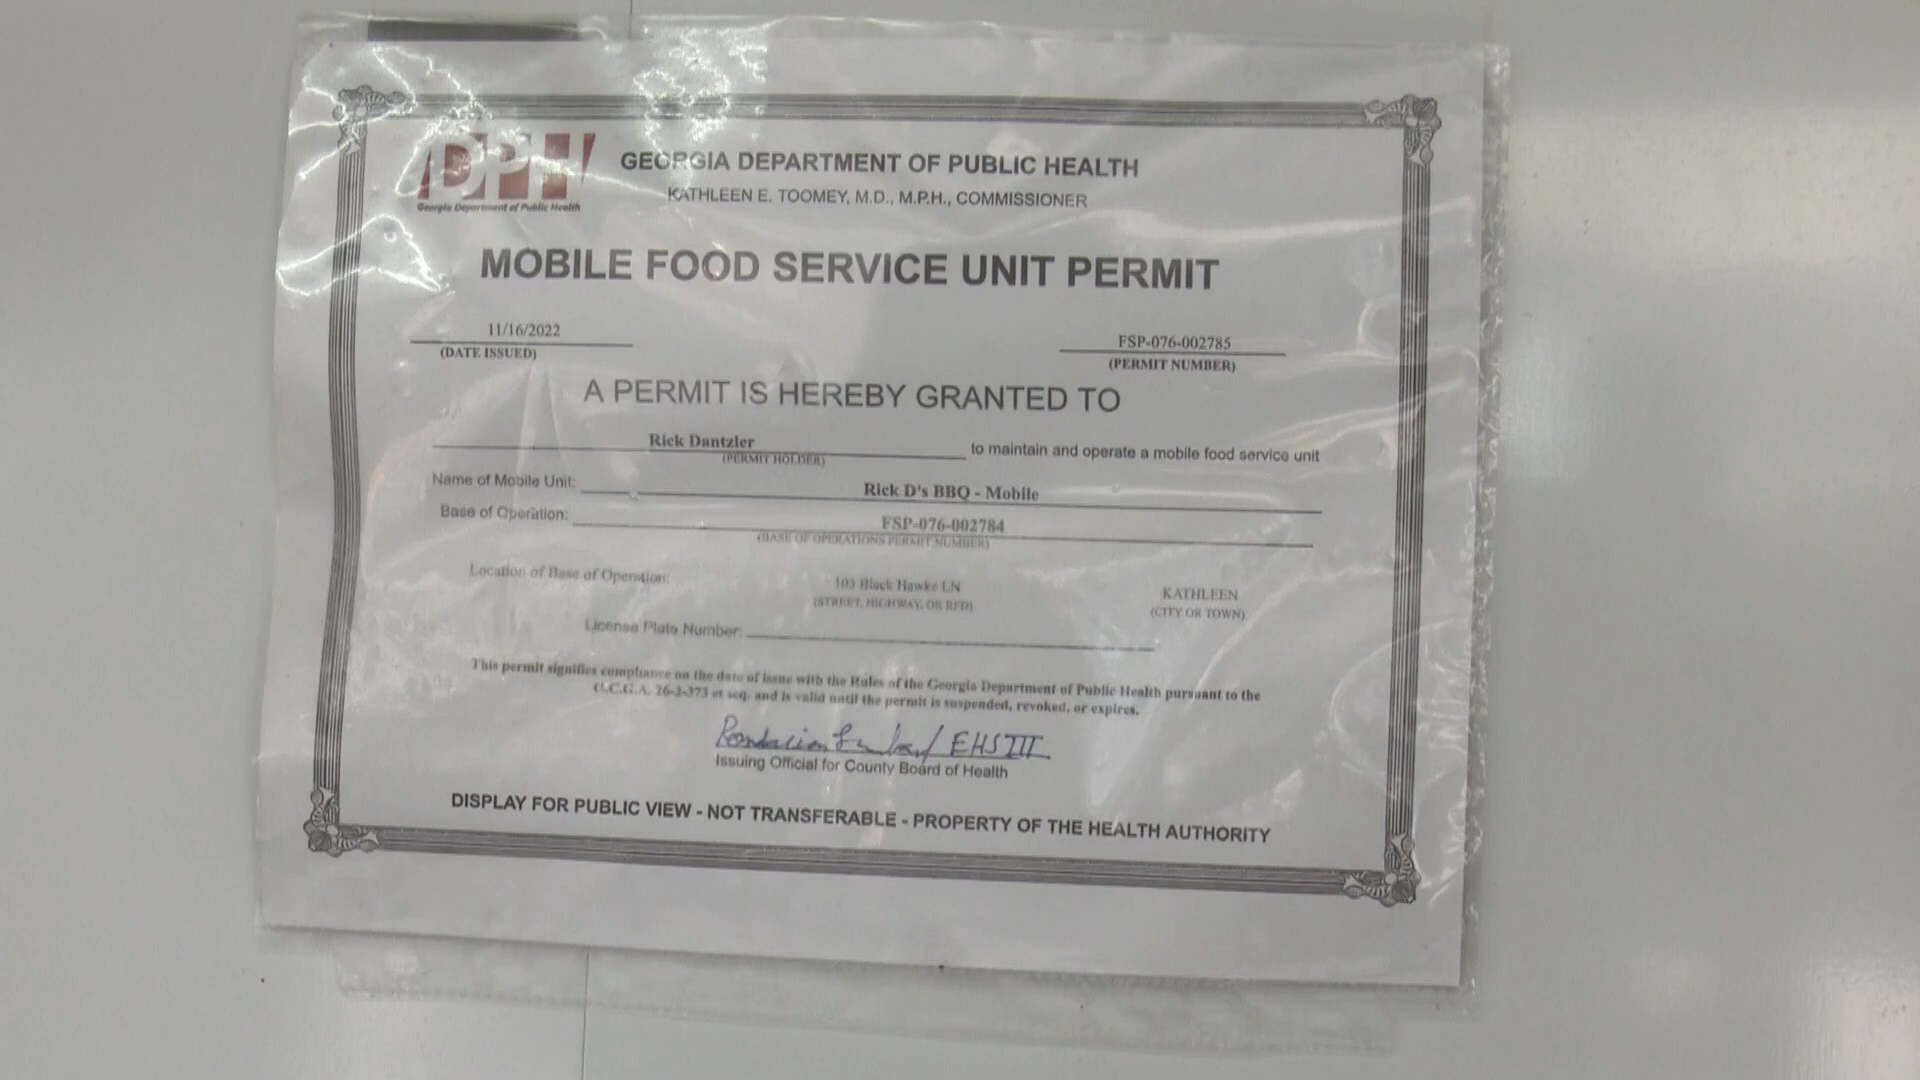 DPH
Georgia Department of Public Health
GEORGIA DEPARTMENT OF PUBLIC HEALTH
KATHLEEN E. TOOMEY, M.D., M.P.H., COMMISSIONER
MOBILE FOOD SERVICE UNIT PERMIT
11/16/2022
(DATE ISSUED)
FSP-076-002785
(PERMIT NUMBER)
A PERMIT IS HEREBY GRANTED TO
Rick Dantzler to maintain and operate a mobile food service unit
(PERMIT HOLDER)
Name of Mobile Unit: Rick D's BBQ - Mobile
Base of Operation: FSP-076-002784
(BASE OF OPERATIONS PERMIT NUMBER)
Location of Base of Operation: 103 Black Hawke LN KATHLEEN
(STREET, HIGHWAY, OR RFD) (CITY OR TOWN)
License Plate Number:
This permit signifies compliance on the date of issue with the Rules of the Georgia Department of Public Health pursuant to the
O.C.G.A. 26-2-373 et seq. and is valid until the permit is suspended, revoked, or expires.
EHS III
Issuing Official for County Board of Health
DISPLAY FOR PUBLIC VIEW - NOT TRANSFERABLE - PROPERTY OF THE HEALTH AUTHORITY